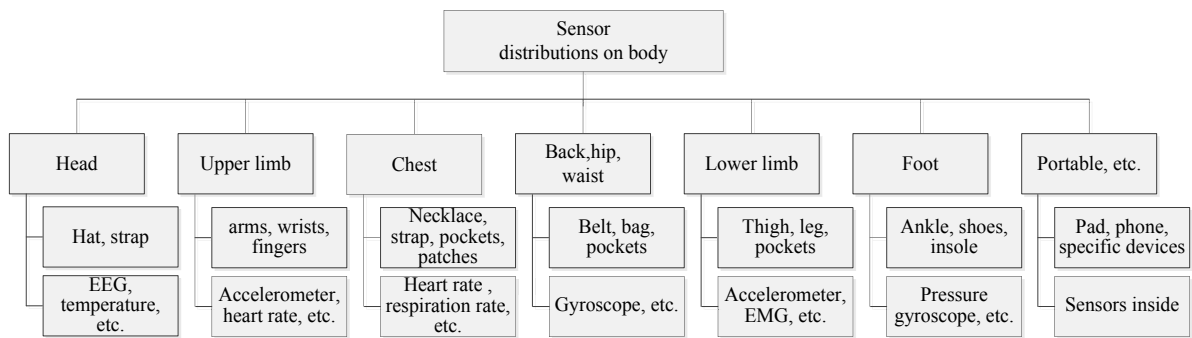 Sensor
distributions on body
Head
Upper limb
Chest
Back,hip,
waist
Lower limb
Foot
Portable, etc.
Hat, strap
arms, wrists,
fingers
Necklace,
strap, pockets,
patches
Belt, bag,
pockets
Thigh, leg,
pockets
Ankle, shoes,
insole
Pad, phone,
specific devices
EEG,
temperature,
etc.
Accelerometer,
heart rate, etc.
Heart rate ,
respiration rate,
etc.
Gyroscope, etc.
Accelerometer,
EMG, etc.
Pressure
gyroscope, etc.
Sensors inside